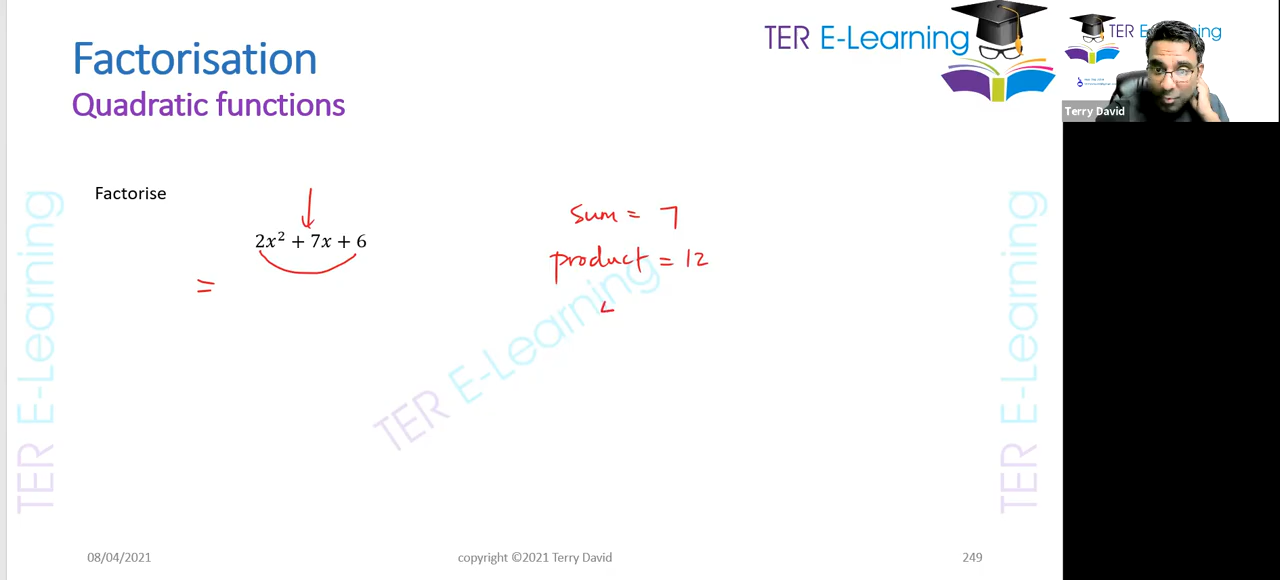 Factorisation
Quadratic functions
TER E-Learning
TER E-Learning
Terry David
Factorise
2x² + 7x + 6
=
sum = 7
product = 12
4
TER E-Learning
TER E-Learning
TER E-Learning
08/04/2021
copyright ©2021 Terry David
249